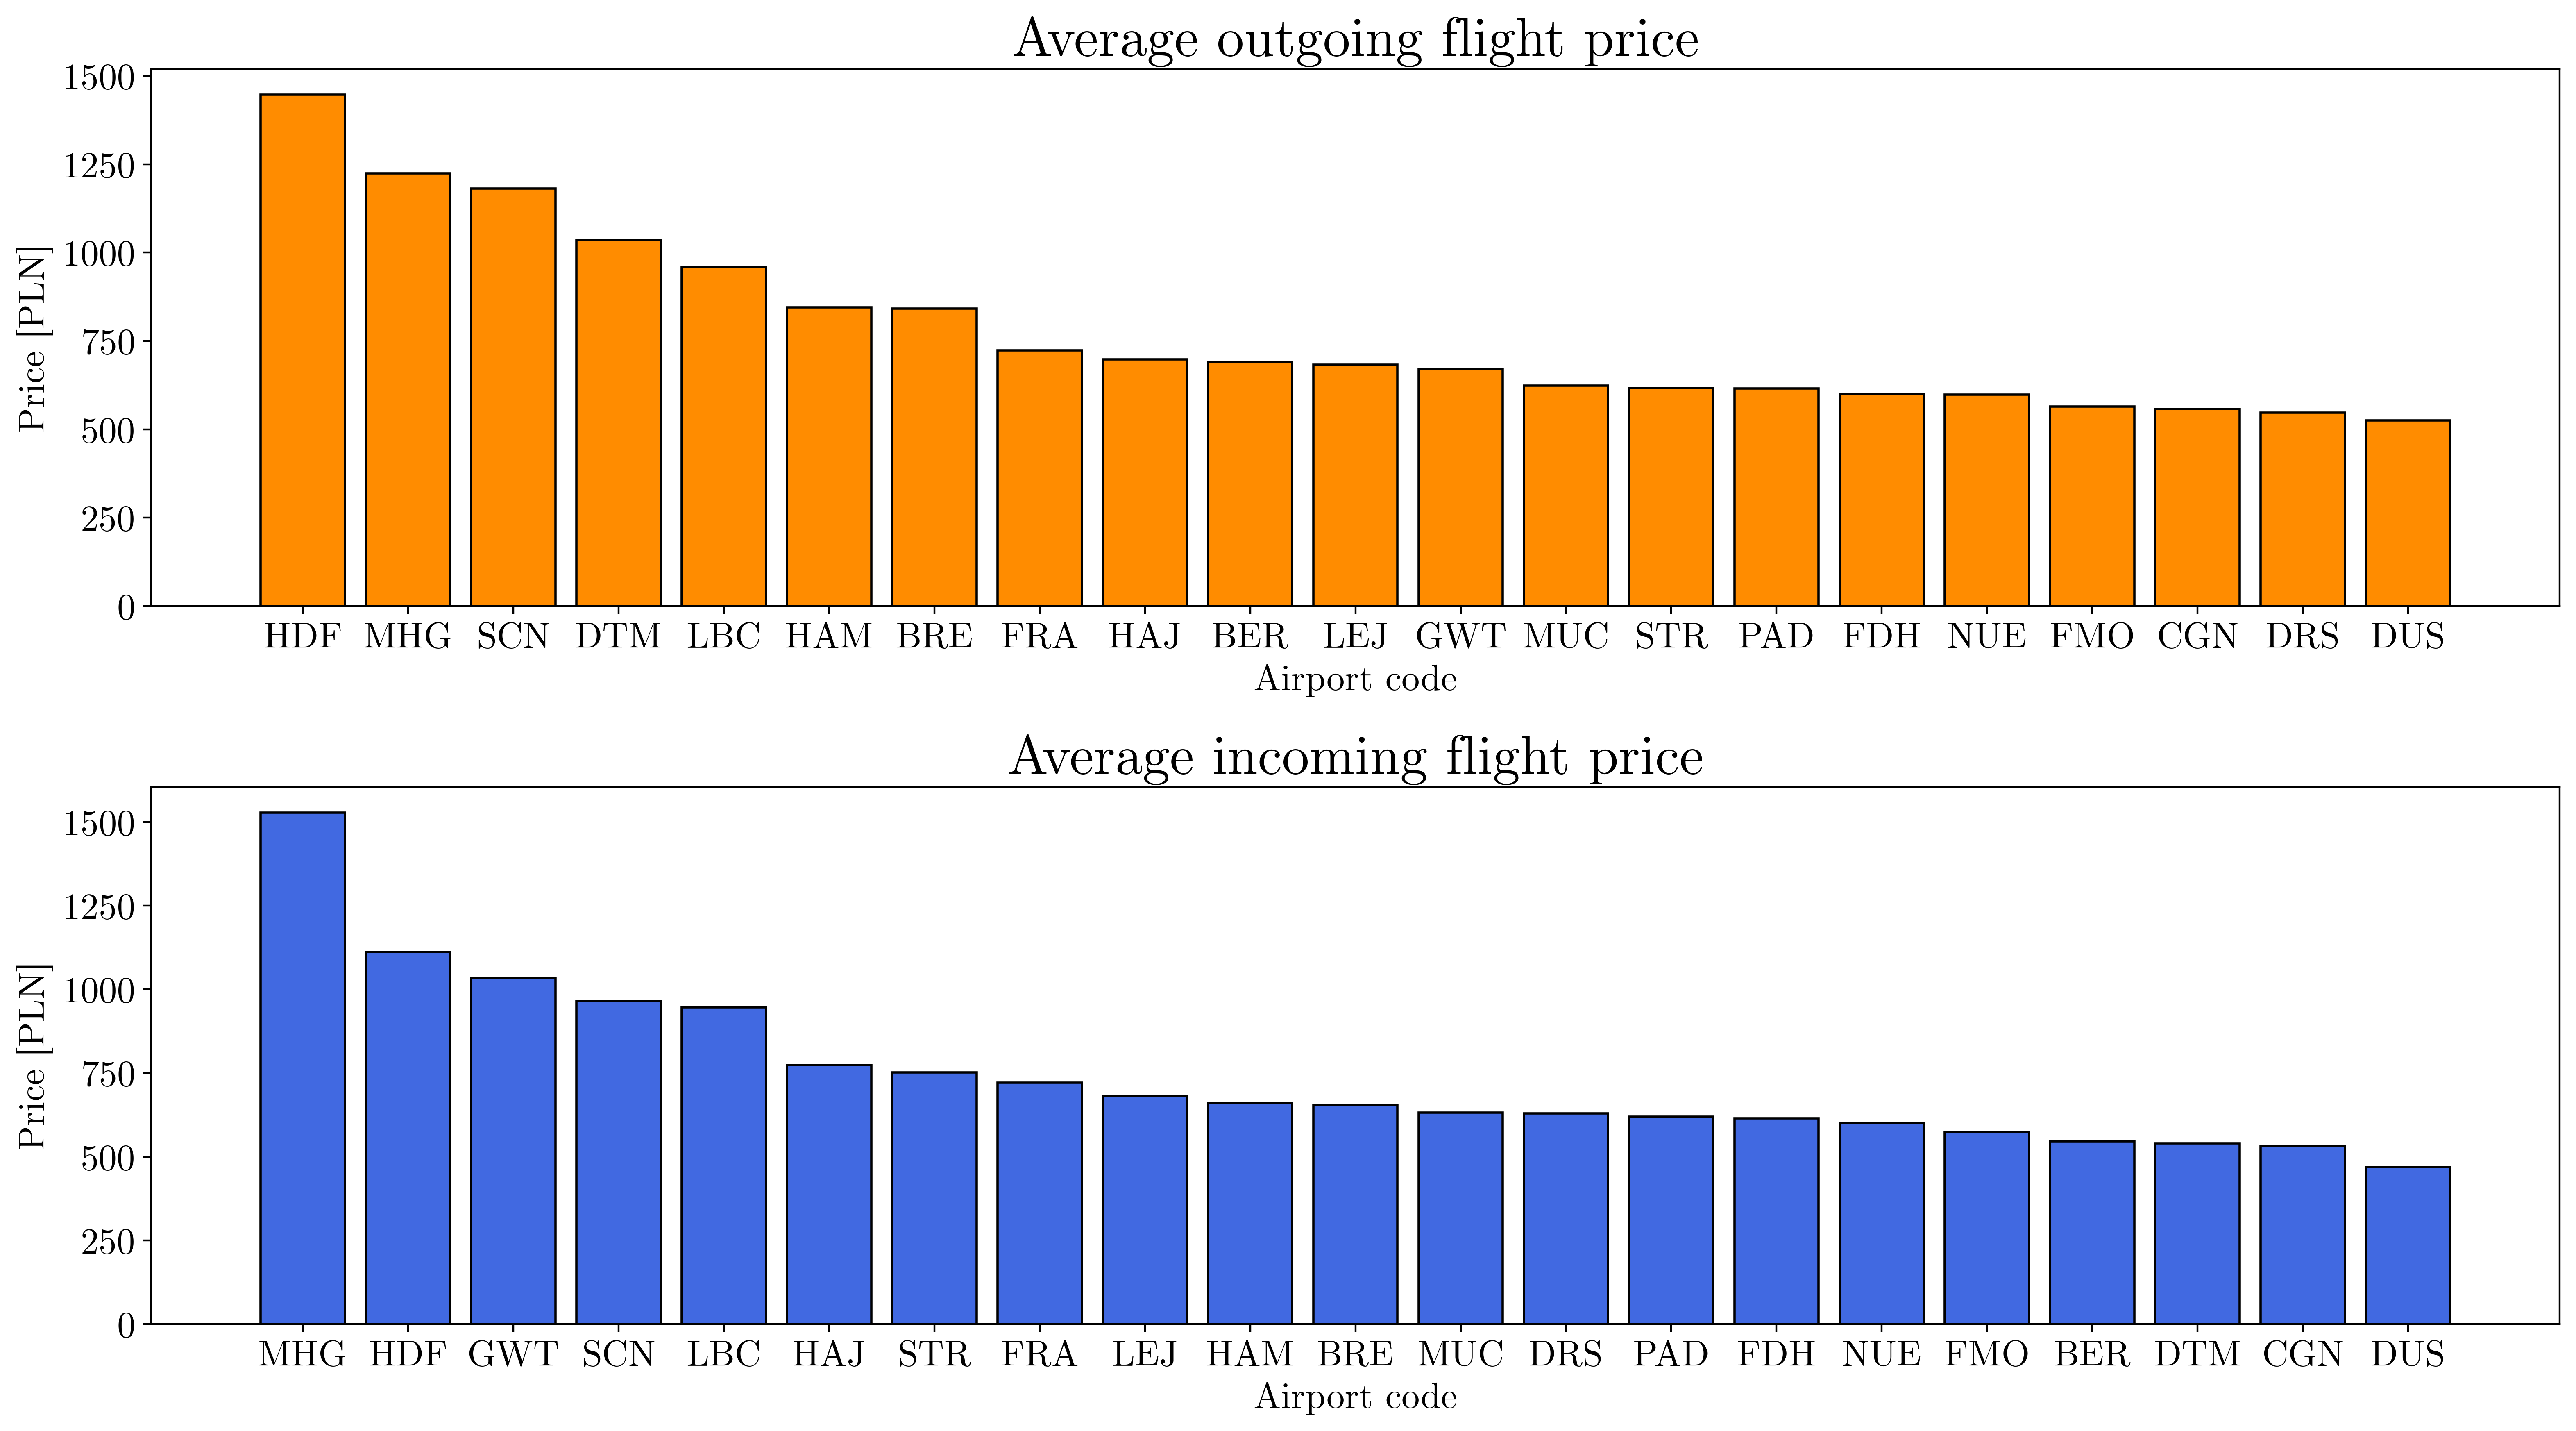 Average outgoing flight price
1500
1250
1000
750
500
250
0
Price [PLN]
HDF MHG SCN DTM LBC HAM BRE FRA HAJ BER LEJ GWT MUC STR PAD FDH NUE FMO CGN DRS DUS
Airport code
Average incoming flight price
1500
1250
1000
750
500
250
0
Price [PLN]
MHG HDF GWT SCN LBC HAJ STR FRA LEJ HAM BRE MUC DRS PAD FDH NUE FMO BER DTM CGN DUS
Airport code